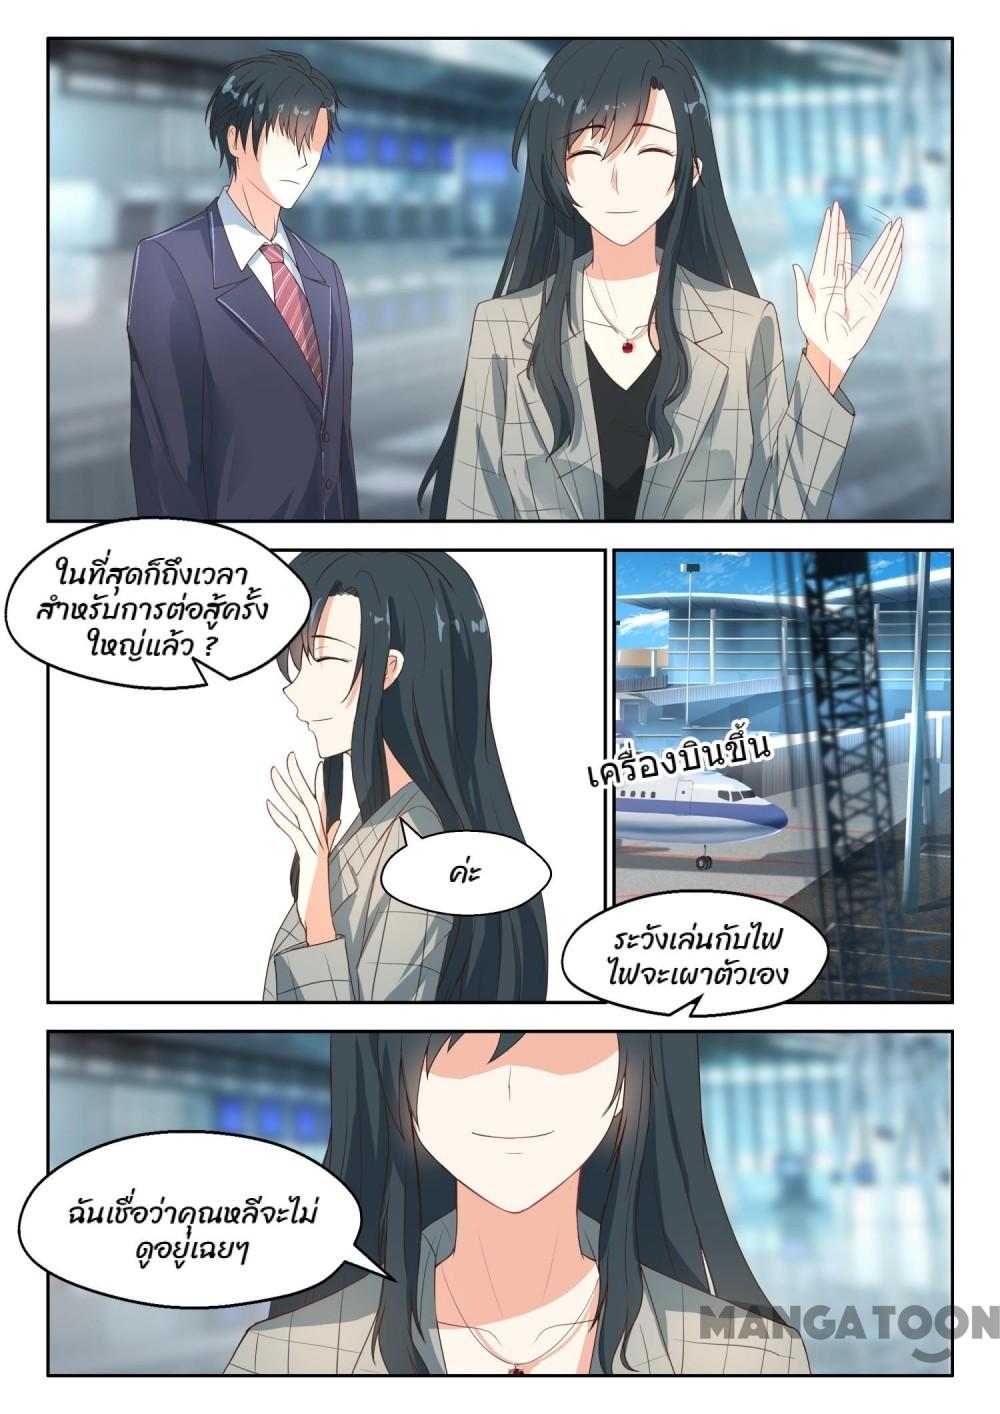 ในที่สุดก็ถึงเวลา
สำหรับการต่อสู้ครั้ง
ใหญ่แล้ว ?
เครื่องบินขึ้น
ค่ะ
ระวังเล่นกับไฟ
ไฟจะเผาตัวเอง
ฉันเชื่อว่าคุณหลีจะไม่
ดูอยู่เฉยๆ
MANGATOON